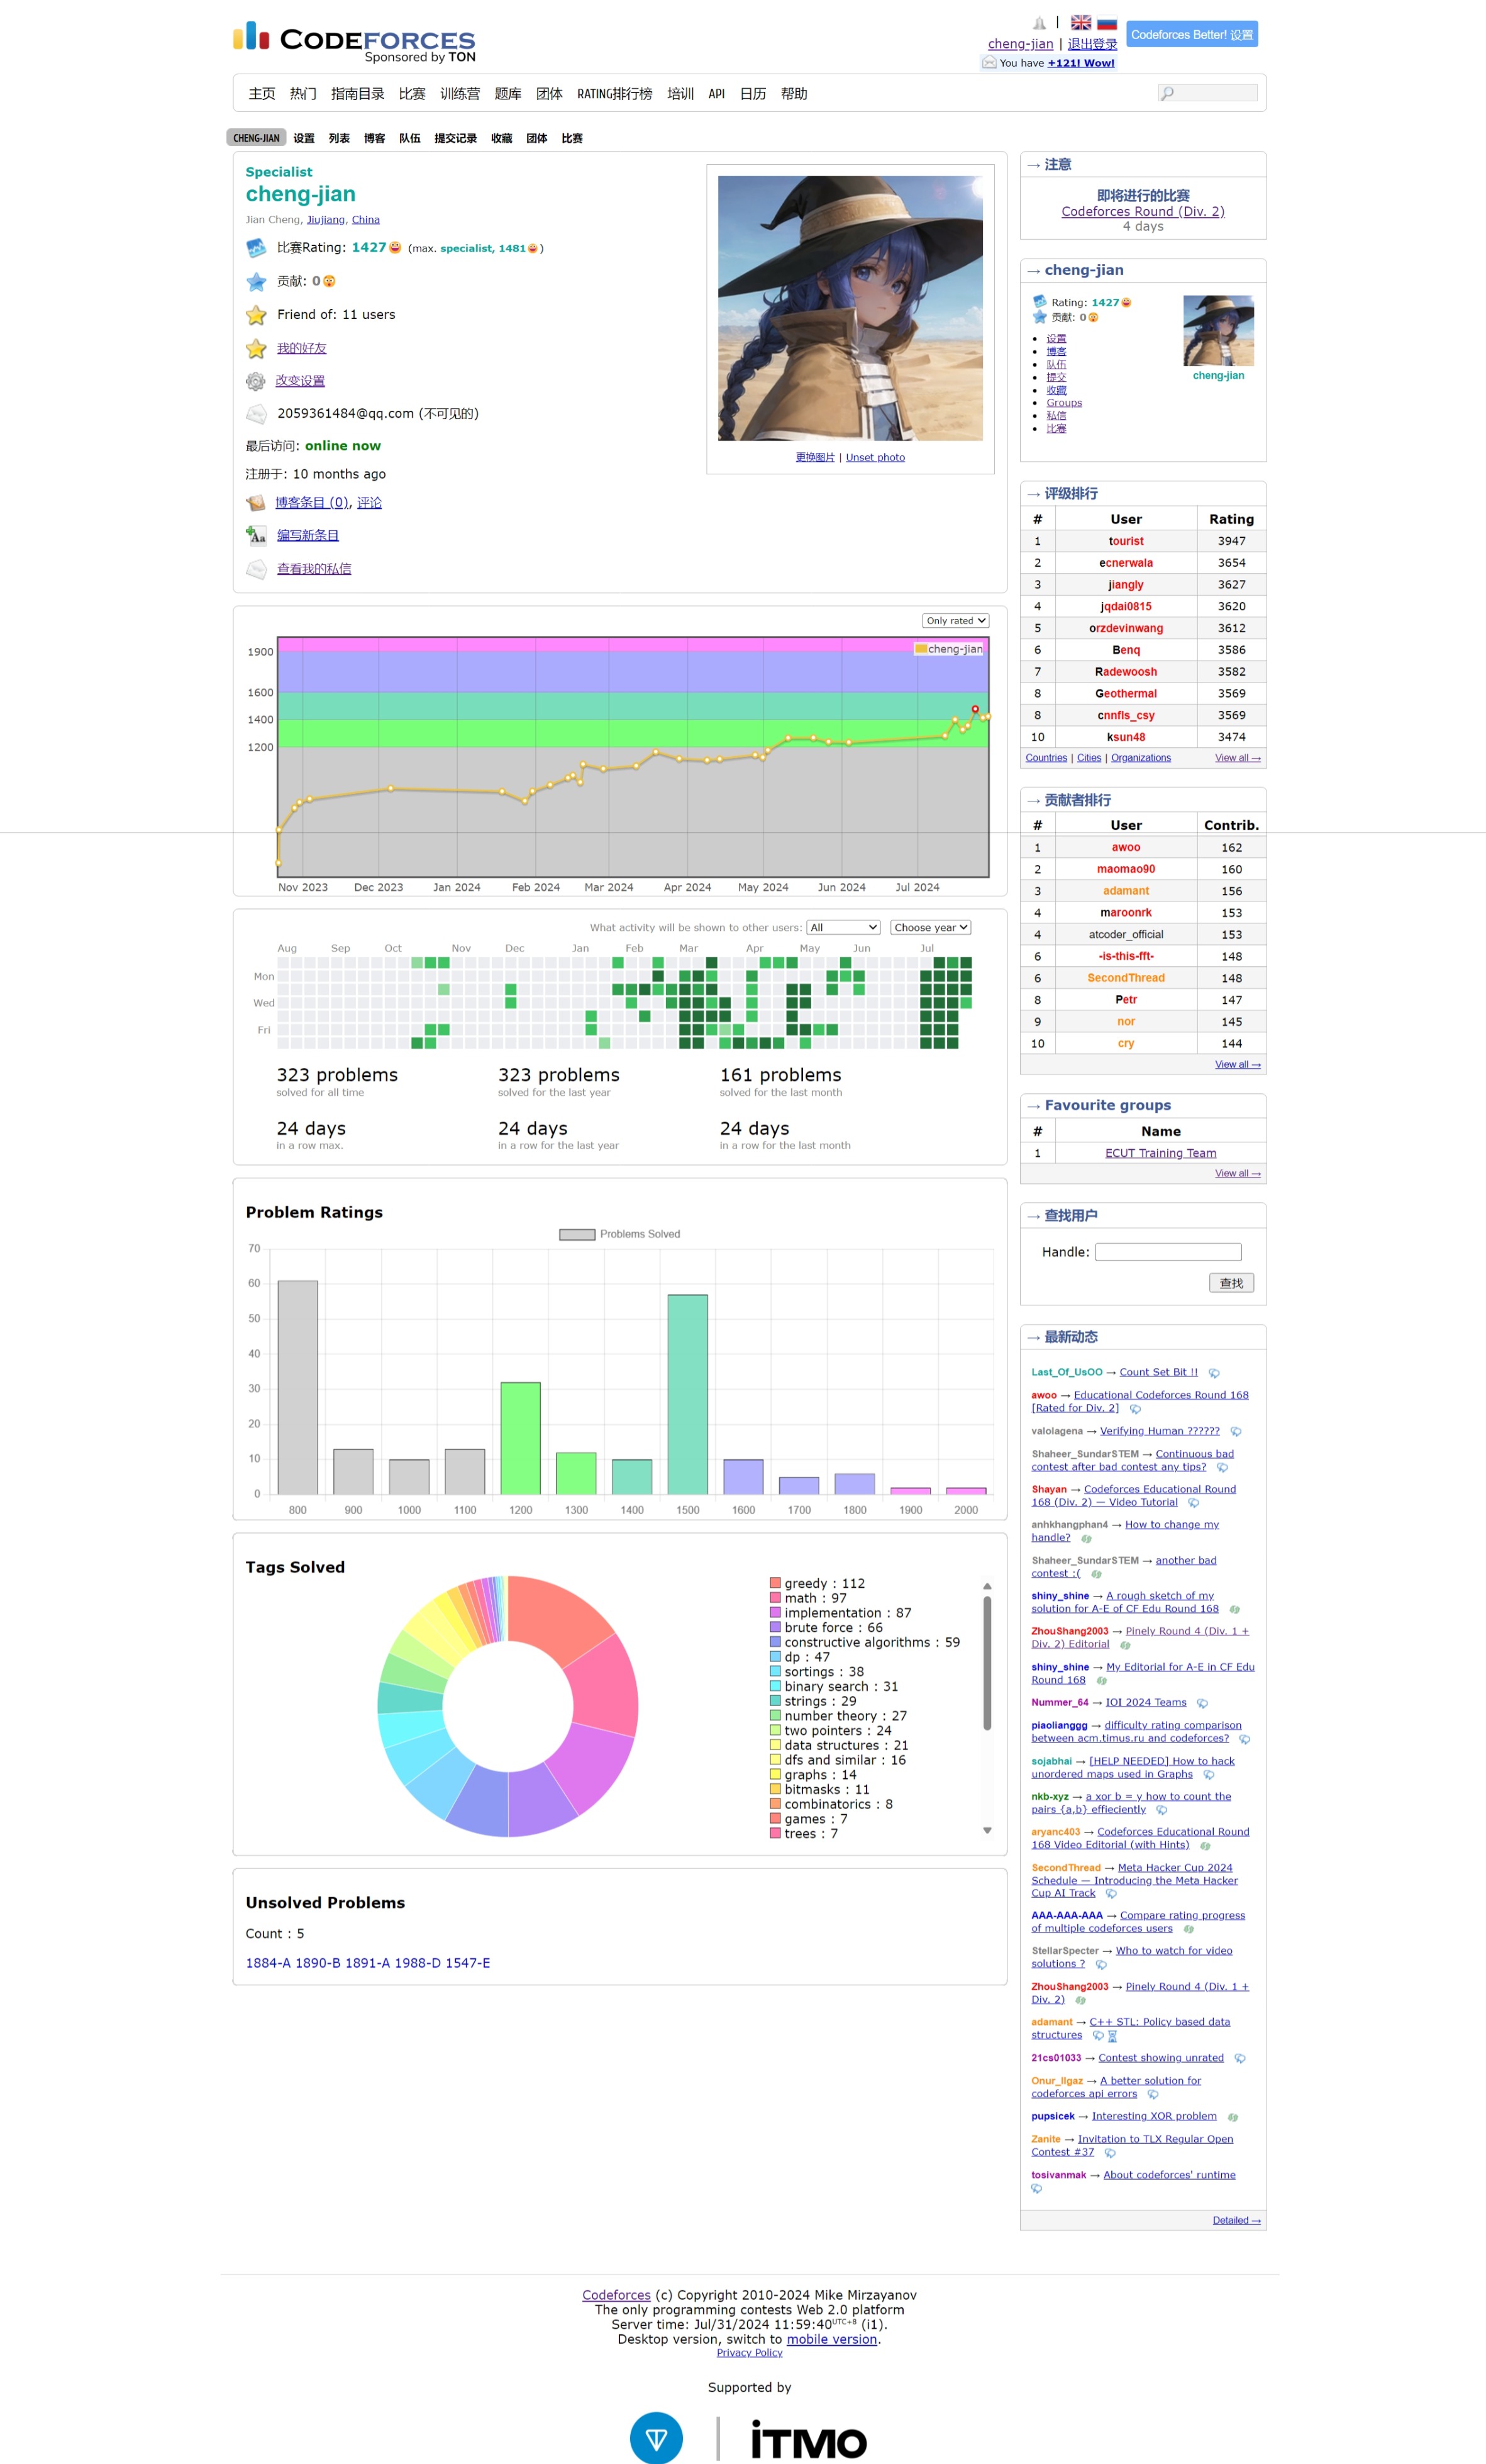 CODEFORCES
Sponsored by TON
cheng-jian | 退出登录
Codeforces Better! 设置
You have +121! Wow!
主页 热门 指南目录 比赛 训练营 题库 团体 RATING排行榜 培训 API 日历 帮助
CHENG-JIAN 设置 列表 博客 队伍 提交记录 收藏 团体 比赛
Specialist
cheng-jian
Jian Cheng, Jiujiang, China
比赛Rating: 1427 (max. specialist, 1481)
贡献: 0
Friend of: 11 users
我的好友
改变设置
2059361484@qq.com (不可见的)
最后访问: online now
注册于: 10 months ago
博客条目 (0), 评论
编写新条目
查看我的私信
更换图片 | Unset photo
Only rated
cheng-jian
1900
1600
1400
1200
Nov 2023 Dec 2023 Jan 2024 Feb 2024 Mar 2024 Apr 2024 May 2024 Jun 2024 Jul 2024
What activity will be shown to other users: All Choose year
Aug Sep Oct Nov Dec Jan Feb Mar Apr May Jun Jul
Mon
Wed
Fri
323 problems
solved for all time
323 problems
solved for the last year
161 problems
solved for the last month
24 days
in a row max.
24 days
in a row for the last year
24 days
in a row for the last month
Problem Ratings
Problems Solved
70
60
50
40
30
20
10
0
800 900 1000 1100 1200 1300 1400 1500 1600 1700 1800 1900 2000
Tags Solved
greedy : 112
math : 97
implementation : 87
brute force : 66
constructive algorithms : 59
dp : 47
sortings : 38
binary search : 31
strings : 29
number theory : 27
two pointers : 24
data structures : 21
dfs and similar : 16
graphs : 14
bitmasks : 11
combinatorics : 8
games : 7
trees : 7
Unsolved Problems
Count : 5
1884-A 1890-B 1891-A 1988-D 1547-E
→ 注意
即将进行的比赛
Codeforces Round (Div. 2)
4 days
→ cheng-jian
Rating: 1427
贡献: 0
设置
博客
队伍
提交
收藏
Groups
私信
比赛
cheng-jian
→ 评级排行
# User Rating
1 tourist 3947
2 ecnerwala 3654
3 jiangly 3627
4 jqdai0815 3620
5 orzdevinwang 3612
6 Benq 3586
7 Radewoosh 3582
8 Geothermal 3569
8 cnnfls_csy 3569
10 ksun48 3474
Countries | Cities | Organizations View all →
→ 贡献者排行
# User Contrib.
1 awoo 162
2 maomao90 160
3 adamant 156
4 maroonrk 153
4 atcoder_official 153
6 -is-this-fft- 148
6 SecondThread 148
8 Petr 147
9 nor 145
10 cry 144
View all →
→ Favourite groups
# Name
1 ECUT Training Team
View all →
→ 查找用户
Handle:
查找
→ 最新动态
Last_Of_UsOO → Count Set Bit !!
awoo → Educational Codeforces Round 168
[Rated for Div. 2]
valolagena → Verifying Human ??????
Shaheer_SundarSTEM → Continuous bad
contest after bad contest any tips?
Shayan → Codeforces Educational Round
168 (Div. 2) — Video Tutorial
anhkhangphan4 → How to change my
handle?
Shaheer_SundarSTEM → another bad
contest :(
shiny_shine → A rough sketch of my
solution for A-E of CF Edu Round 168
ZhouShang2003 → Pinely Round 4 (Div. 1 +
Div. 2) Editorial
shiny_shine → My Editorial for A-E in CF Edu
Round 168
Nummer_64 → IOI 2024 Teams
piaolianggg → difficulty rating comparison
between acm.timus.ru and codeforces?
sojabhai → [HELP NEEDED] How to hack
unordered maps used in Graphs
nkb-xyz → a xor b = y how to count the
pairs {a,b} effieciently
aryanc403 → Codeforces Educational Round
168 Video Editorial (with Hints)
SecondThread → Meta Hacker Cup 2024
Schedule — Introducing the Meta Hacker
Cup AI Track
AAA-AAA-AAA → Compare rating progress
of multiple codeforces users
StellarSpecter → Who to watch for video
solutions ?
ZhouShang2003 → Pinely Round 4 (Div. 1 +
Div. 2)
adamant → C++ STL: Policy based data
structures
21cs01033 → Contest showing unrated
Onur_Ilgaz → A better solution for
codeforces api errors
pupsicek → Interesting XOR problem
Zanite → Invitation to TLX Regular Open
Contest #37
tosivanmak → About codeforces' runtime
Detailed →
Codeforces (c) Copyright 2010-2024 Mike Mirzayanov
The only programming contests Web 2.0 platform
Server time: Jul/31/2024 11:59:40UTC+8 (i1).
Desktop version, switch to mobile version.
Privacy Policy
Supported by
iTMO